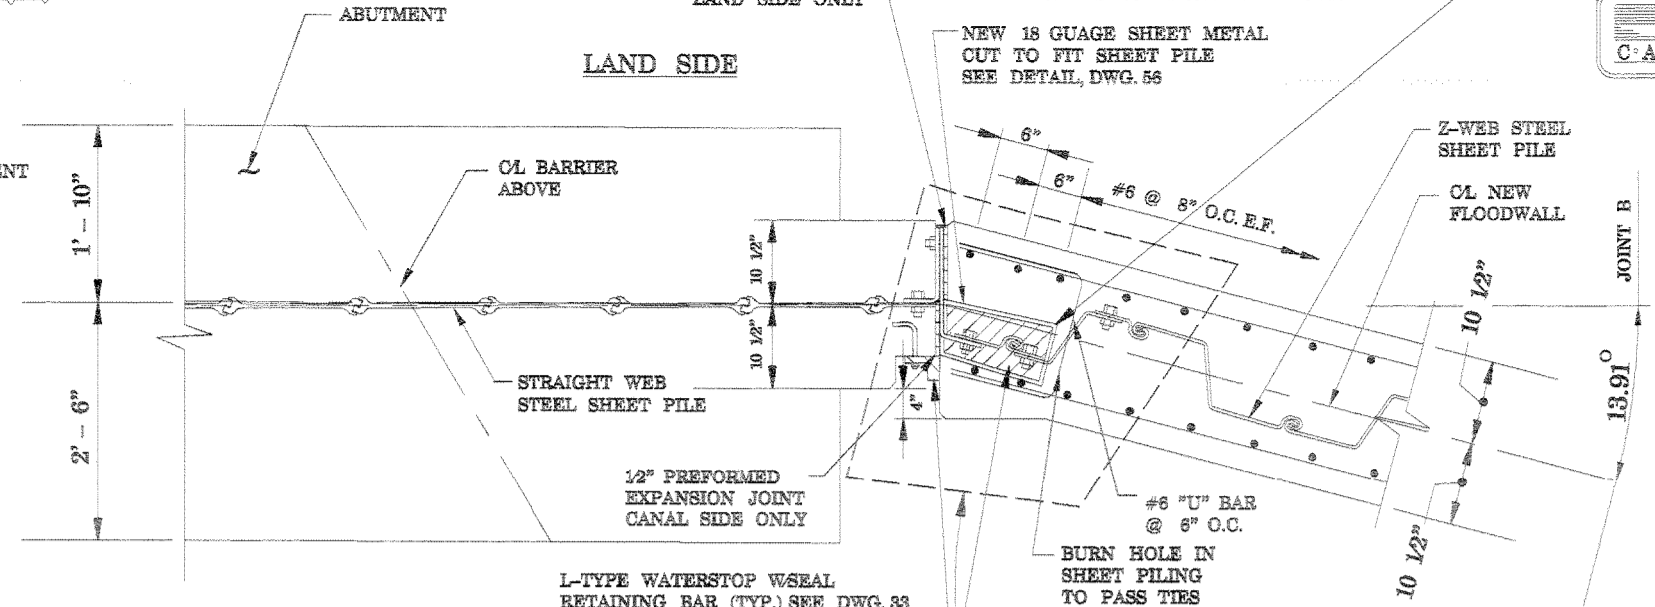 ABUTMENT
LAND SIDE ONLY
LAND SIDE
NEW 18 GUAGE SHEET METAL
CUT TO FIT SHEET PILE
SEE DETAIL, DWG. 56
C·A
Z-WEB STEEL
SHEET PILE
C/L NEW
FLOODWALL
JOINT B
ENT
1' - 10"
C/L BARRIER
ABOVE
6"
6"
#6 @ 8" O.C. E.F.
10 1/2"
10 1/2"
10 1/2"
13.91°
STRAIGHT WEB
STEEL SHEET PILE
4"
2' - 6"
1/2" PREFORMED
EXPANSION JOINT
CANAL SIDE ONLY
#6 "U" BAR
@ 6" O.C.
BURN HOLE IN
SHEET PILING
TO PASS TIES
10 1/2"
L-TYPE WATERSTOP W/SEAL
RETAINING BAR (TYP.) SEE DWG. 33